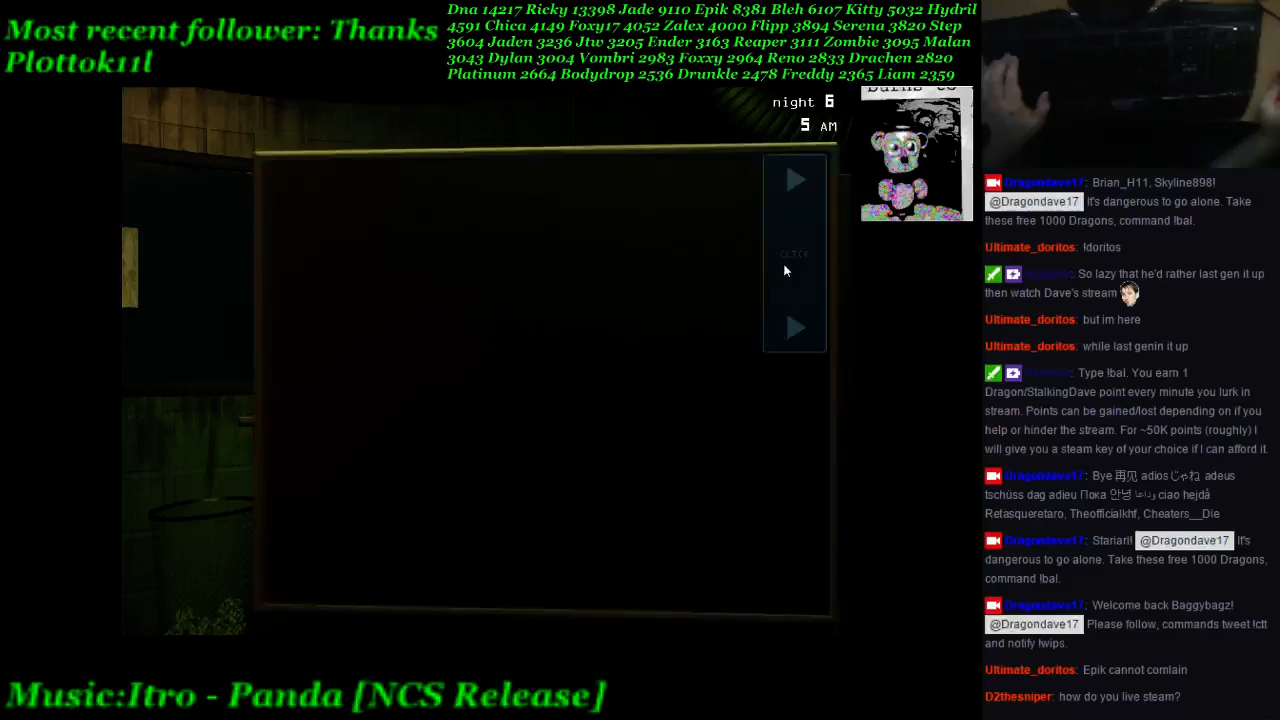 Most recent follower: Thanks
Plottok11l
Dna 14217 Ricky 13398 Jade 9110 Epik 8381 Bleh 6107 Kitty 5032 Hydril
4591 Chica 4149 Foxy17 4052 Zalex 4000 Flipp 3894 Serena 3820 Step
3604 Jaden 3236 Jtw 3205 Ender 3163 Reaper 3111 Zombie 3095 Malan
3043 Dylan 3004 Vombri 2983 Foxxy 2964 Reno 2833 Drachen 2820
Platinum 2664 Bodydrop 2536 Drunkle 2478 Freddy 2365 Liam 2359
night 6
5 AM
CLICK
Dragondave17: Brian_H11, Skyline898!
@Dragondave17 It's dangerous to go alone. Take
these free 1000 Dragons, command !bal.
Ultimate_doritos: !doritos
: So lazy that he'd rather last gen it up
then watch Dave's stream
Ultimate_doritos: but im here
Ultimate_doritos: while last genin it up
: Type !bal. You earn 1
Dragon/StalkingDave point every minute you lurk in
stream. Points can be gained/lost depending on if you
help or hinder the stream. For ~50K points (roughly) I
will give you a steam key of your choice if I can afford it.
Dragondave17: Bye 再见 adios じゃね adeus
tschüss dag adieu Пока 안녕 وداعا ciao hejdå
Retasqueretaro, Theofficialkhf, Cheaters__Die
Dragondave17: Stariari! @Dragondave17 It's
dangerous to go alone. Take these free 1000 Dragons,
command !bal.
Dragondave17: Welcome back Baggybagz!
@Dragondave17 Please follow, commands tweet !ctt
and notify !wips.
Ultimate_doritos: Epik cannot comlain
D2thesniper: how do you live steam?
Music:Itro - Panda [NCS Release]